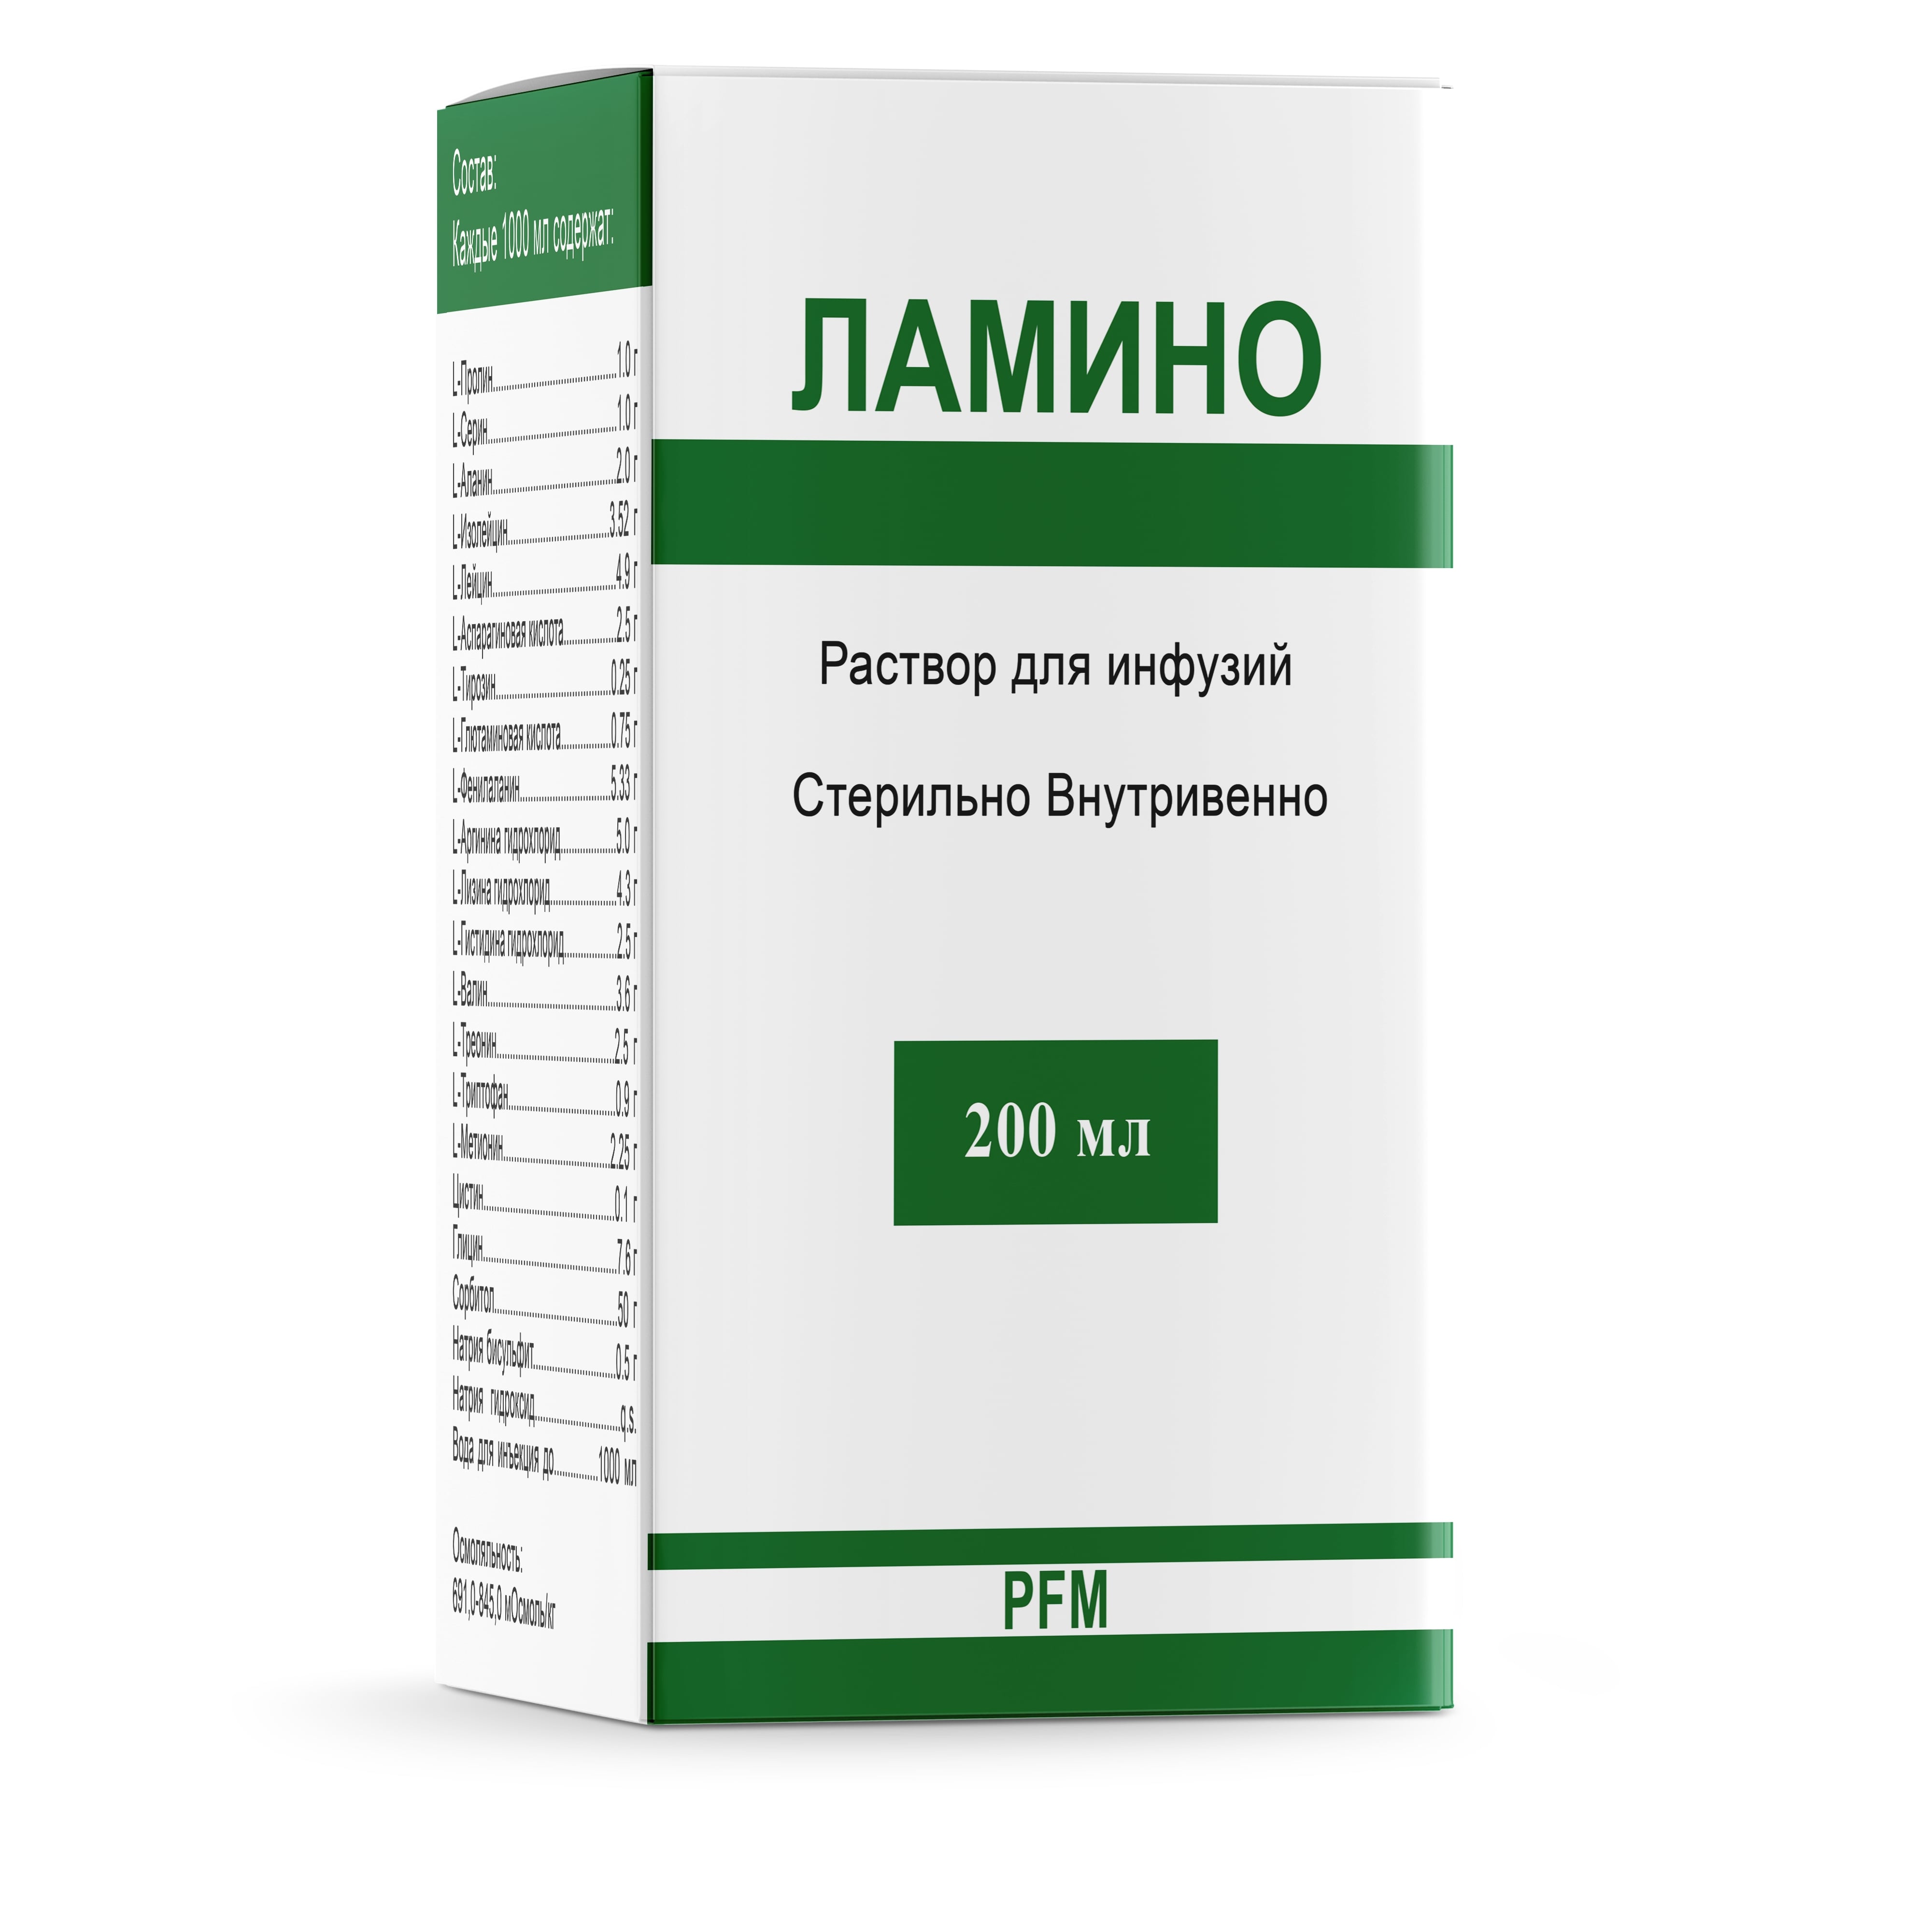 Состав:
Каждые 1000 мл содержат:
L-Пролин 1.0 г
L-Серин 1.0 г
L-Аланин 2.0 г
L-Изолейцин 3.52 г
L-Лейцин 4.9 г
L-Аспарагиновая кислота 2.5 г
L-Тирозин 0.25 г
L-Глютаминовая кислота 0.75 г
L-Фенилаланин 5.33 г
L-Аргинина гидрохлорид 5.0 г
L-Лизина гидрохлорид 4.3 г
L-Гистидина гидрохлорид 2.5 г
L-Валин 3.6 г
L-Треонин 2.5 г
L-Триптофан 0.9 г
L-Метионин 2.25 г
Цистин 0.1 г
Глицин 7.6 г
Сорбитол 50 г
Натрия бисульфит 0.5 г
Натрия гидроксид q.s.
Вода для инъекция до 1000 мл
Осмоляльность:
691,0-845,0 мОсмоль/кг
ЛАМИНО
Раствор для инфузий
Стерильно Внутривенно
200 мл
PFM